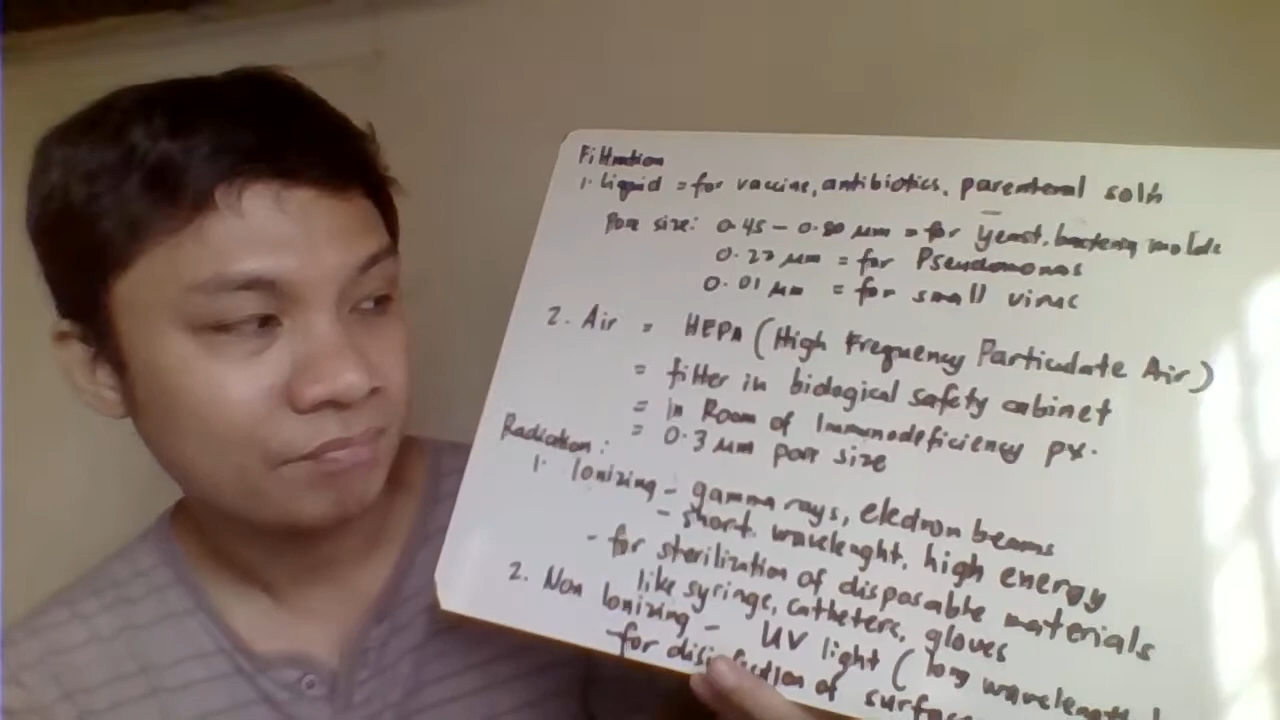 Filtration
1. Liquid = for vaccine, antibiotics, parenteral soln
Pore size: 0.45 - 0.80 µm = for yeast, bacteria, molds
0.22 µm = for Pseudomonas
0.01 µm = for small virus
2. Air = HEPA (High Frequency Particulate Air)
= filter in biological safety cabinet
= in Room of Immunodeficiency px.
= 0.3 µm pore size
Radiation:
1. Ionizing - gamma rays, electron beams
- short wavelenght, high energy
- for sterilization of disposable materials
like syringe, catheters, gloves
2. Non Ionizing - UV light (long wavelength
- for of